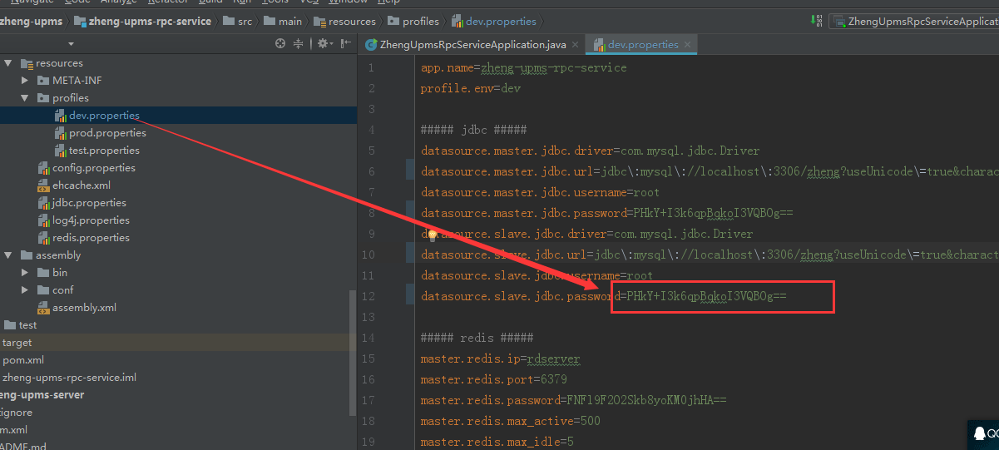 Navigate Code Analyze Refactor Build Run Tools VCS Window Help
zheng-upms zheng-upms-rpc-service src main resources profiles dev.properties
ZhengUpmsRpcServiceApplicat
ZhengUpmsRpcServiceApplication.java dev.properties
resources
META-INF
profiles
dev.properties
prod.properties
test.properties
config.properties
ehcache.xml
jdbc.properties
log4j.properties
redis.properties
assembly
bin
conf
assembly.xml
test
target
pom.xml
zheng-upms-rpc-service.iml
eng-upms-server
tignore
m.xml
ADME.md
1 app.name=zheng-upms-rpc-service
2 profile.env=dev
3
4 ##### jdbc #####
5 datasource.master.jdbc.driver=com.mysql.jdbc.Driver
6 datasource.master.jdbc.url=jdbc\:mysql\://localhost\:3306/zheng?useUnicode\=true&charac
7 datasource.master.jdbc.username=root
8 datasource.master.jdbc.password=PHkY+I3k6qpBqkoI3VQBOg==
9 datasource.slave.jdbc.driver=com.mysql.jdbc.Driver
10 datasource.slave.jdbc.url=jdbc\:mysql\://localhost\:3306/zheng?useUnicode\=true&charact
11 datasource.slave.jdbc.username=root
12 datasource.slave.jdbc.password=PHkY+I3k6qpBqkoI3VQBOg==
13
14 ##### redis #####
15 master.redis.ip=rdserver
16 master.redis.port=6379
17 master.redis.password=FNFl9F2O2Skb8yoKM0jhHA==
18 master.redis.max_active=500
19 master.redis.max_idle=5
QQ